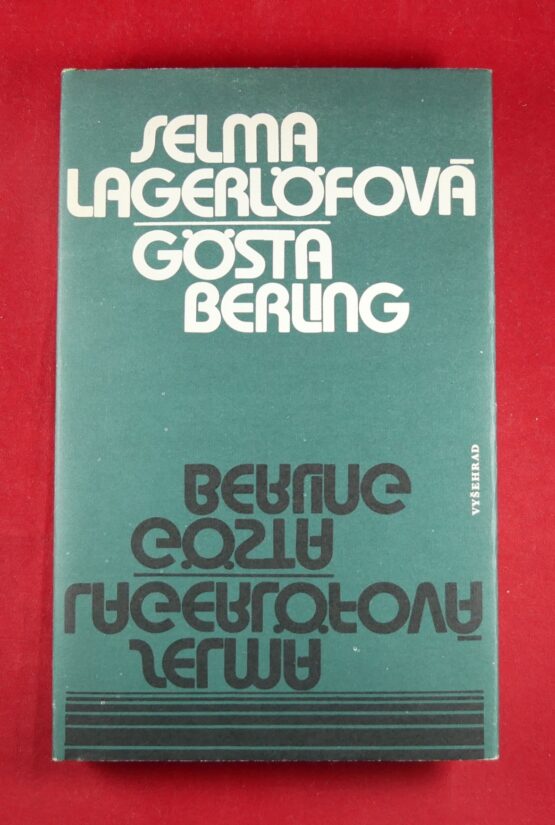 SELMA
LAGERLÖFOVÁ
GÖSTA
BERLING
VYŠEHRAD
BERLING
GÖSTA
LAGERLÖFOVÁ
SELMA